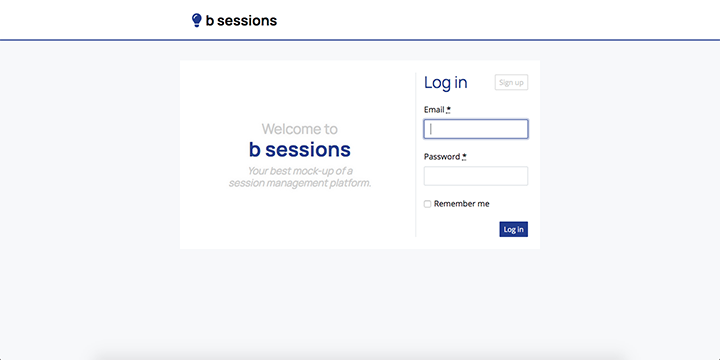 b sessions
Welcome to
b sessions
Your best mock-up of a
session management platform.
Log in
Sign up
Email *
Password *
Remember me
Log in